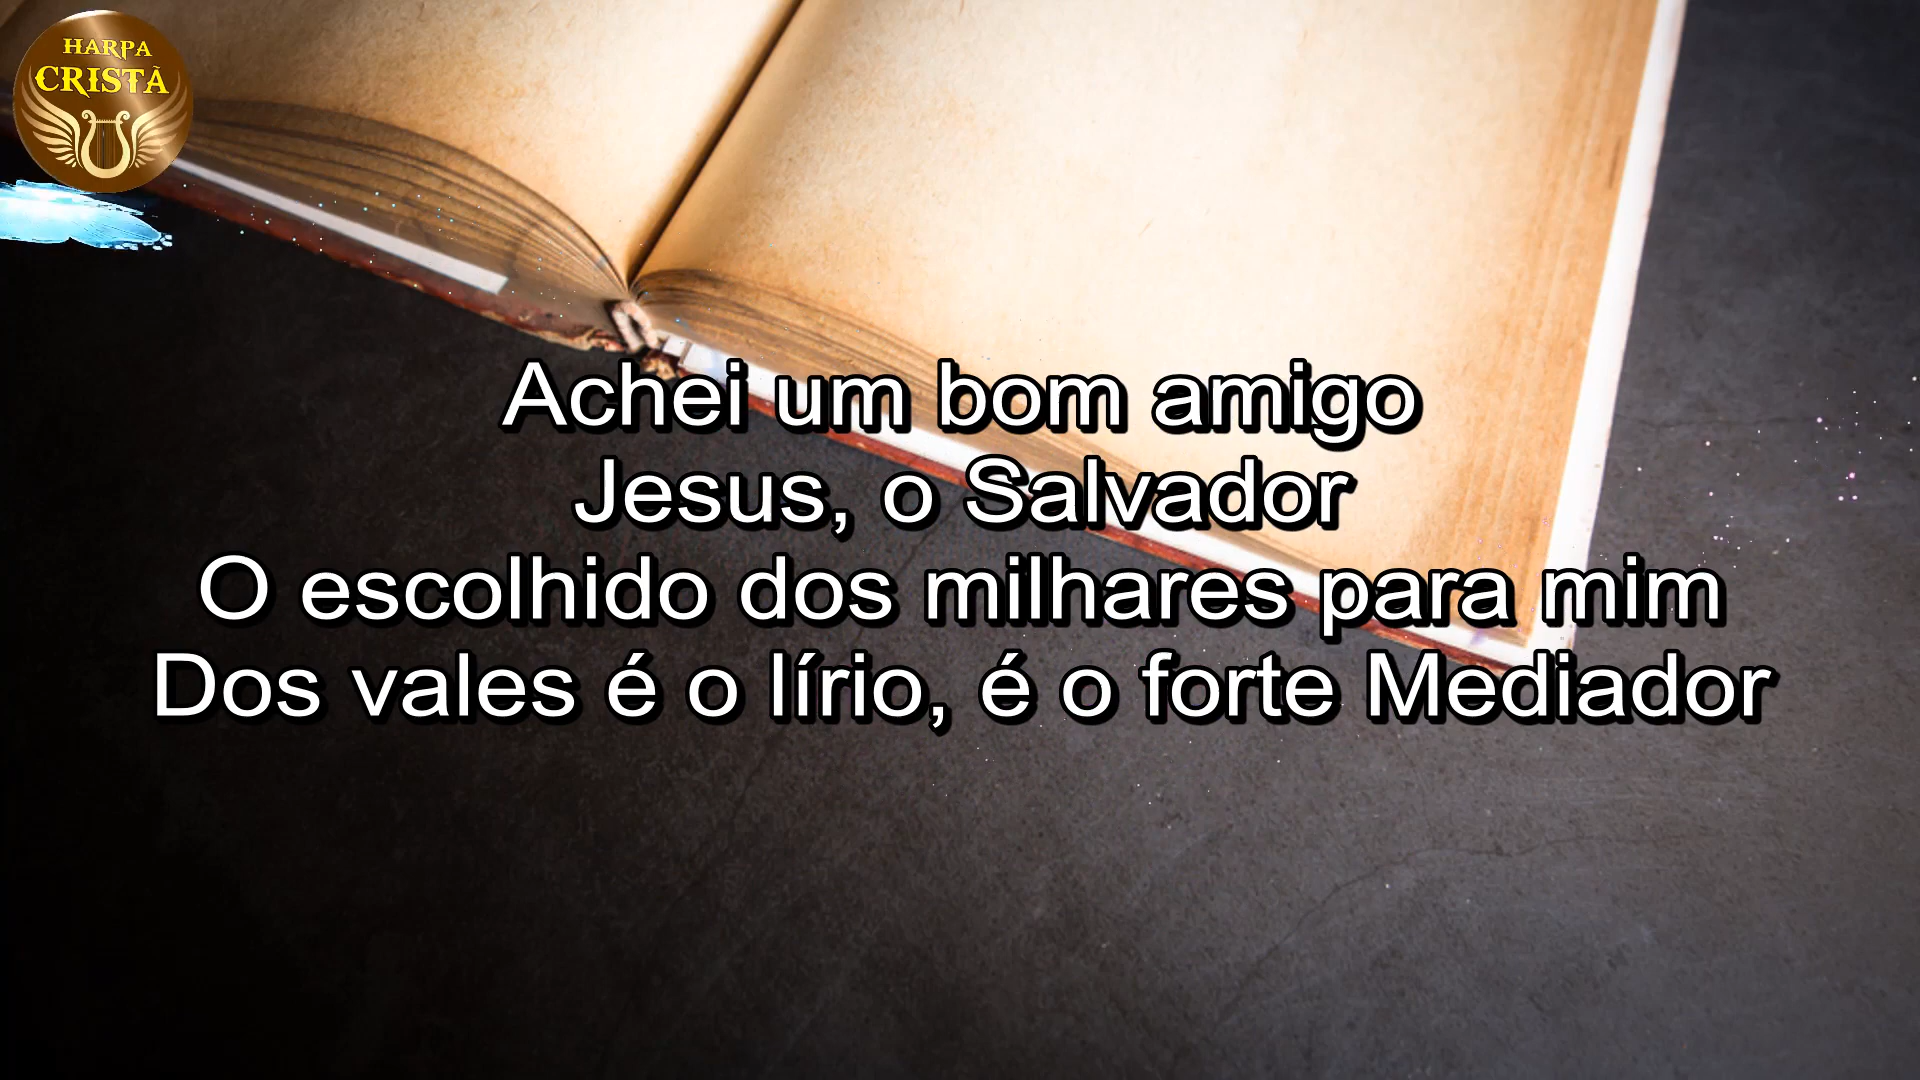 HARPA
CRISTÃ
Achei um bom amigo
Jesus, o Salvador
O escolhido dos milhares para mim
Dos vales é o lírio, é o forte Mediador